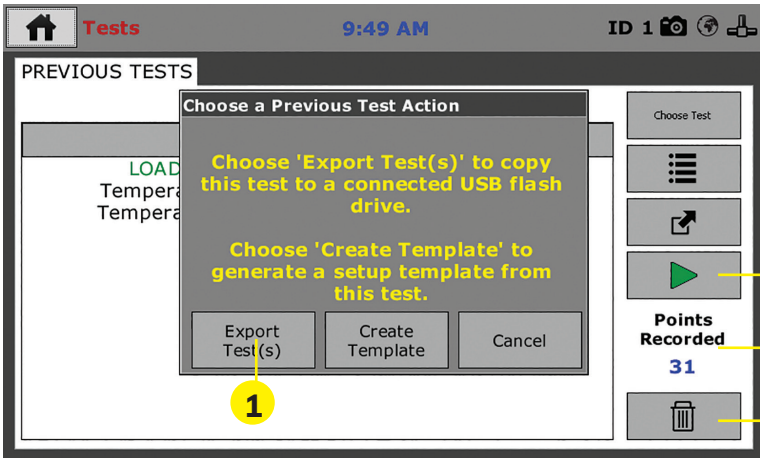 Tests
9:49 AM
ID 1
PREVIOUS TESTS
Choose a Previous Test Action
Choose Test
LOAD
Choose 'Export Test(s)' to copy
this test to a connected USB flash
drive.
Choose 'Create Template' to
generate a setup template from
this test.
Export
Test(s)
Create
Template
Cancel
Points
Recorded
31
1